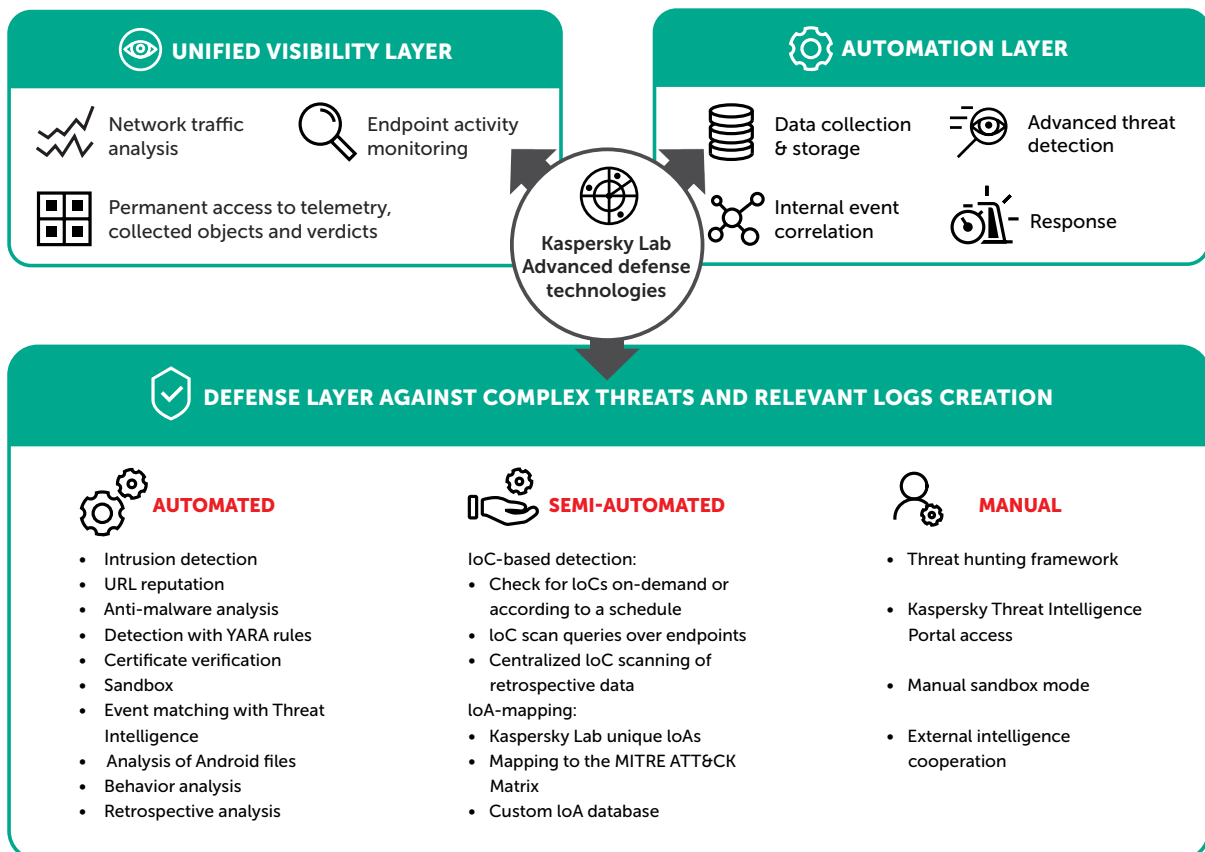 UNIFIED VISIBILITY LAYER
Network traffic
analysis
Endpoint activity
monitoring
Permanent access to telemetry,
collected objects and verdicts
AUTOMATION LAYER
Data collection
& storage
Advanced threat
detection
Internal event
correlation
Response
Kaspersky Lab
Advanced defense
technologies
DEFENSE LAYER AGAINST COMPLEX THREATS AND RELEVANT LOGS CREATION
AUTOMATED
• Intrusion detection
• URL reputation
• Anti-malware analysis
• Detection with YARA rules
• Certificate verification
• Sandbox
• Event matching with Threat
Intelligence
• Analysis of Android files
• Behavior analysis
• Retrospective analysis
SEMI-AUTOMATED
IoC-based detection:
• Check for IoCs on-demand or
according to a schedule
• IoC scan queries over endpoints
• Centralized IoC scanning of
retrospective data
IoA-mapping:
• Kaspersky Lab unique IoAs
• Mapping to the MITRE ATT&CK
Matrix
• Custom IoA database
MANUAL
• Threat hunting framework
• Kaspersky Threat Intelligence
Portal access
• Manual sandbox mode
• External intelligence
cooperation